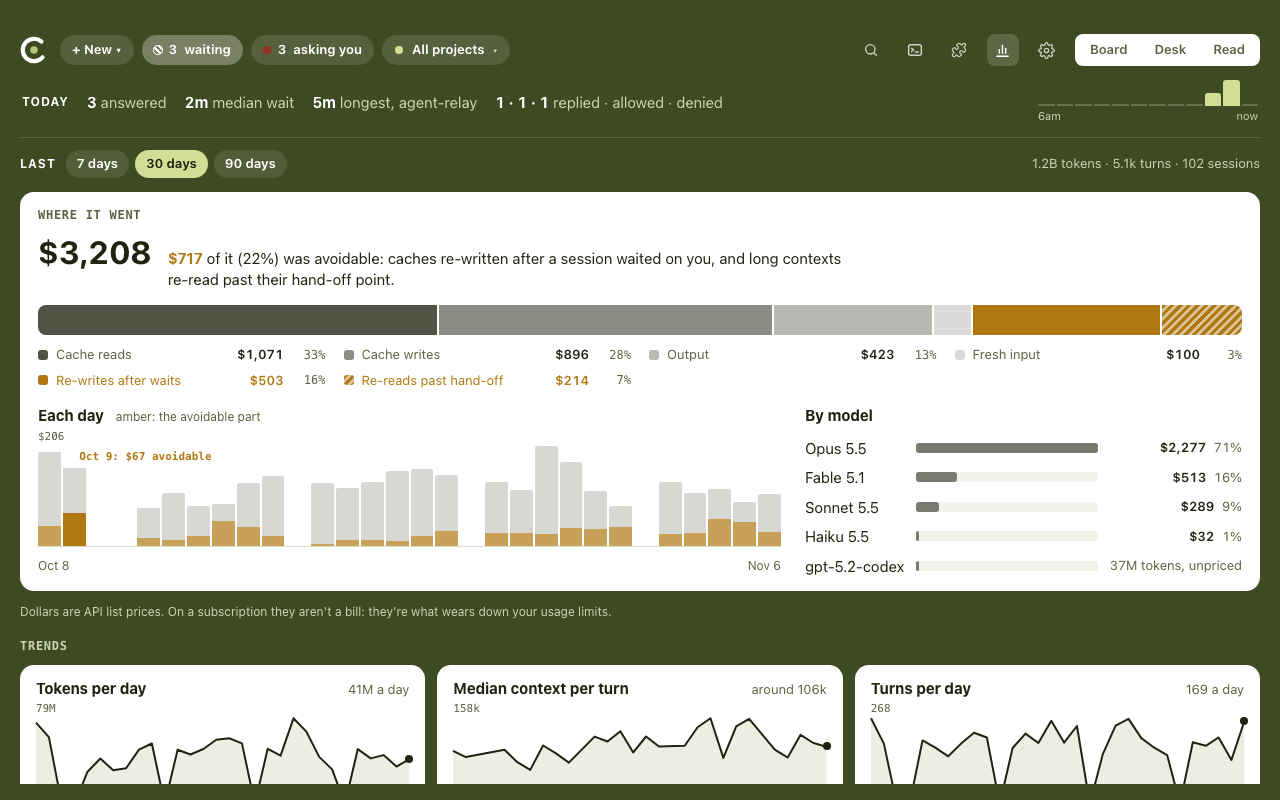 + New ▾
3 waiting
3 asking you
All projects ▾
Board Desk Read
TODAY 3 answered 2m median wait 5m longest, agent-relay 1 · 1 · 1 replied · allowed · denied
6am now
LAST 7 days 30 days 90 days
1.2B tokens · 5.1k turns · 102 sessions
WHERE IT WENT
$3,208
$717 of it (22%) was avoidable: caches re-written after a session waited on you, and long contexts
re-read past their hand-off point.
Cache reads $1,071 33%
Cache writes $896 28%
Output $423 13%
Fresh input $100 3%
Re-writes after waits $503 16%
Re-reads past hand-off $214 7%
Each day amber: the avoidable part
$206
Oct 9: $67 avoidable
Oct 8 Nov 6
By model
Opus 5.5 $2,277 71%
Fable 5.1 $513 16%
Sonnet 5.5 $289 9%
Haiku 5.5 $32 1%
gpt-5.2-codex 37M tokens, unpriced
Dollars are API list prices. On a subscription they aren't a bill: they're what wears down your usage limits.
TRENDS
Tokens per day 41M a day
79M
Median context per turn around 106k
158k
Turns per day 169 a day
268